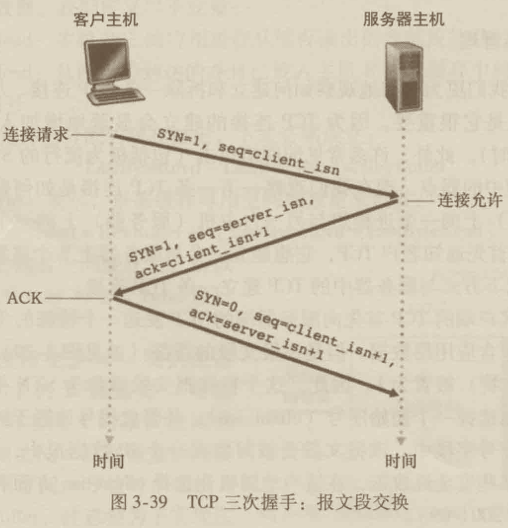 客户主机
服务器主机
连接请求
SYN=1, seq=client_isn
连接允许
SYN=1, seq=server_isn,
ack=client_isn+1
ACK
SYN=0, seq=client_isn+1,
ack=server_isn+1
时间
时间
图 3-39 TCP 三次握手：报文段交换